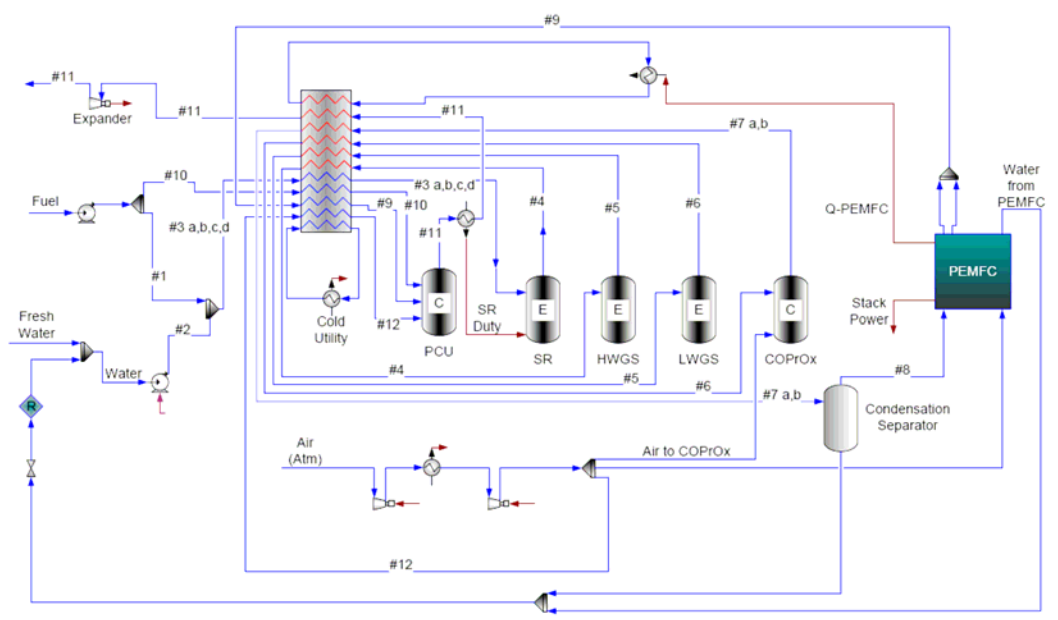 #9
#11
#11
Expander
#11
#7 a,b
#10
Fuel
#3 a,b,c,d
#9
#10
#3 a,b,c,d
#4
#5
#6
Water
from
PEMFC
Q-PEMFC
#11
#1
PEMFC
C
E
E
E
C
Stack
Power
Fresh
Water
#2
Cold
Utility
#12
SR
Duty
PCU
SR
HWGS
LWGS
COPrOx
Water
#4
#5
#6
#8
#7 a,b
R
Condensation
Separator
Air
(Atm)
Air to COPrOx
#12